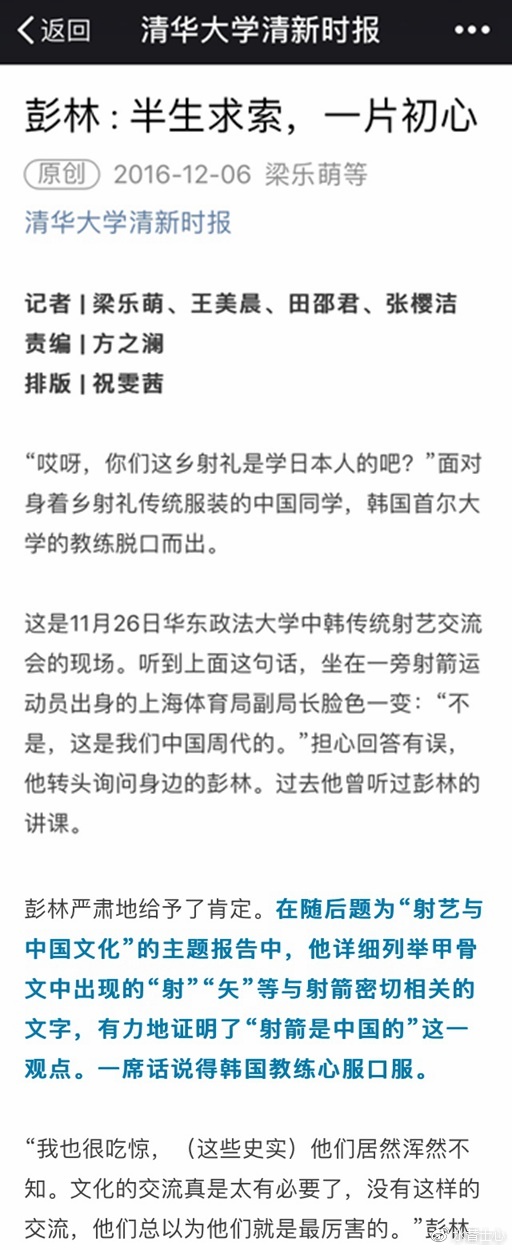 返回 清华大学清新时报
彭林：半生求索，一片初心
原创 2016-12-06 梁乐萌等
清华大学清新时报
记者 | 梁乐萌、王美晨、田邵君、张樱洁
责编 | 方之澜
排版 | 祝雯茜
“哎呀，你们这乡射礼是学日本人的吧？”面对
身着乡射礼传统服装的中国同学，韩国首尔大
学的教练脱口而出。
这是11月26日华东政法大学中韩传统射艺交流
会的现场。听到上面这句话，坐在一旁射箭运
动员出身的上海体育局副局长脸色一变：“不
是，这是我们中国周代的。”担心回答有误，
他转头询问身边的彭林。过去他曾听过彭林的
讲课。
彭林严肃地给予了肯定。在随后题为“射艺与
中国文化”的主题报告中，他详细列举甲骨
文中出现的“射”“矢”等与射箭密切相关的
文字，有力地证明了“射箭是中国的”这一
观点。一席话说得韩国教练心服口服。
“我也很吃惊，（这些史实）他们居然浑然不
知。文化的交流真是太有必要了，没有这样的
交流，他们总以为他们就是最厉害的。”彭林